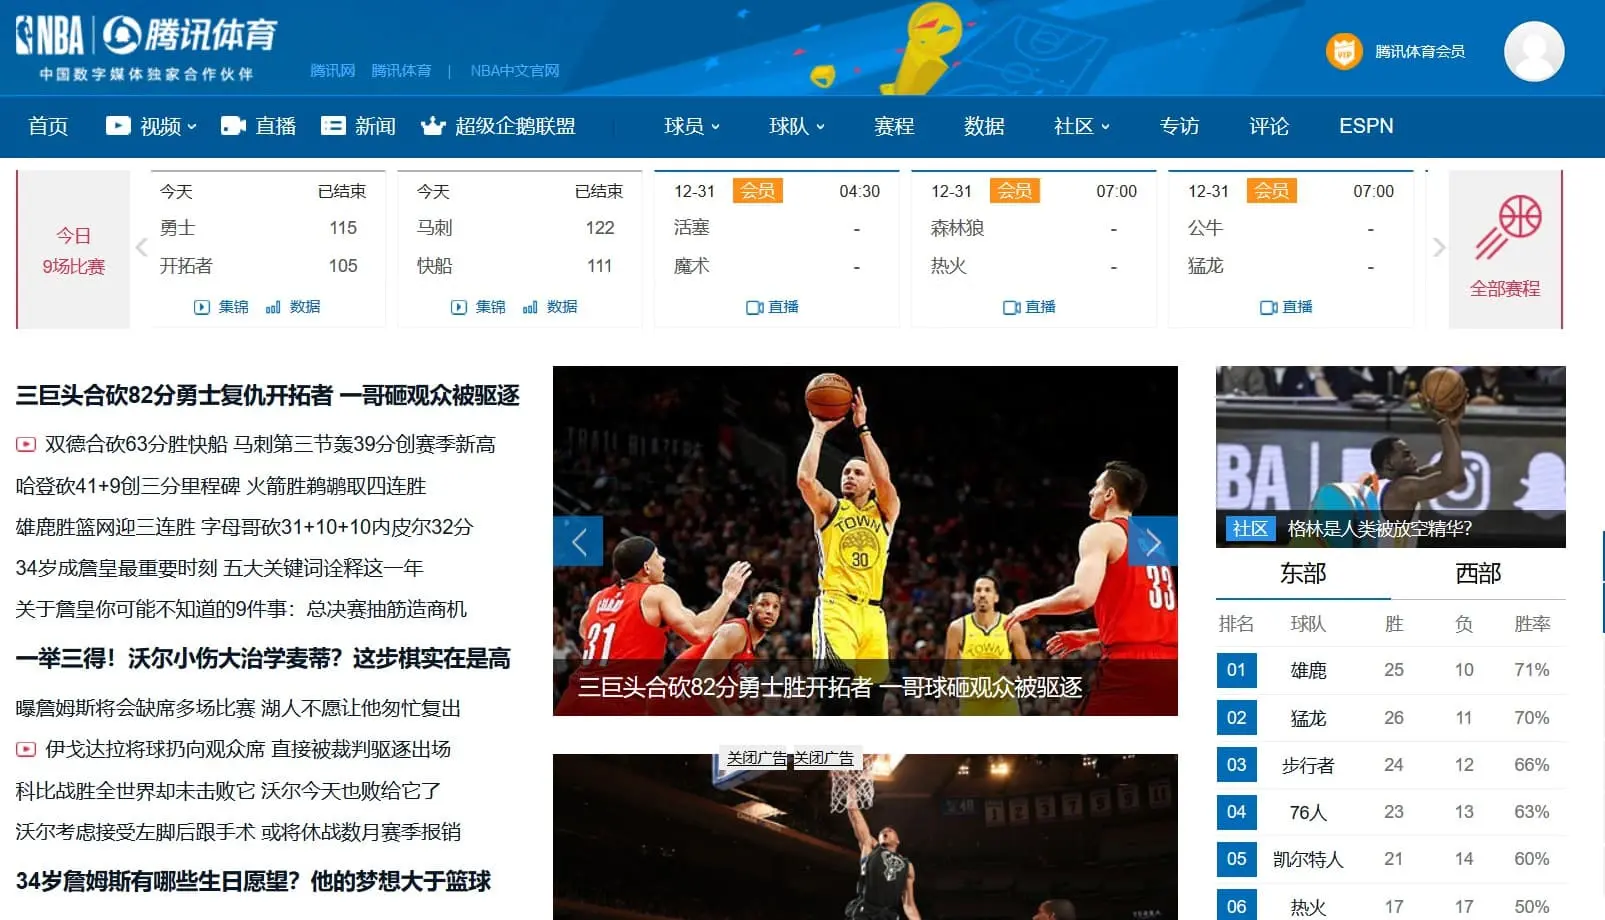 NBA 腾讯体育
中国数字媒体独家合作伙伴
腾讯网 腾讯体育 | NBA中文官网
VIP 腾讯体育会员
首页 视频 直播 新闻 超级企鹅联盟 球员 球队 赛程 数据 社区 专访 评论 ESPN
今日
9场比赛
今天 已结束
勇士 115
开拓者 105
集锦 数据
今天 已结束
马刺 122
快船 111
集锦 数据
12-31 会员 04:30
活塞 -
魔术 -
直播
12-31 会员 07:00
森林狼 -
热火 -
直播
12-31 会员 07:00
公牛 -
猛龙 -
直播
全部赛程
三巨头合砍82分勇士复仇开拓者 一哥砸观众被驱逐
双德合砍63分胜快船 马刺第三节轰39分创赛季新高
哈登砍41+9创三分里程碑 火箭胜鹈鹕取四连胜
雄鹿胜篮网迎三连胜 字母哥砍31+10+10内皮尔32分
34岁成詹皇最重要时刻 五大关键词诠释这一年
关于詹皇你可能不知道的9件事：总决赛抽筋造商机
一举三得！沃尔小伤大治学麦蒂？这步棋实在是高
曝詹姆斯将会缺席多场比赛 湖人不愿让他匆忙复出
伊戈达拉将球扔向观众席 直接被裁判驱逐出场
科比战胜全世界却未击败它 沃尔今天也败给它了
沃尔考虑接受左脚后跟手术 或将休战数月赛季报销
34岁詹姆斯有哪些生日愿望？他的梦想大于篮球
TRAIL BLAZERS
TOWN
30
31
33
TOWN
三巨头合砍82分勇士胜开拓者 一哥球砸观众被驱逐
关闭广告 关闭广告
BA
社区 格林是人类被放空精华?
东部 西部
排名 球队 胜 负 胜率
01 雄鹿 25 10 71%
02 猛龙 26 11 70%
03 步行者 24 12 66%
04 76人 23 13 63%
05 凯尔特人 21 14 60%
06 热火 17 17 50%